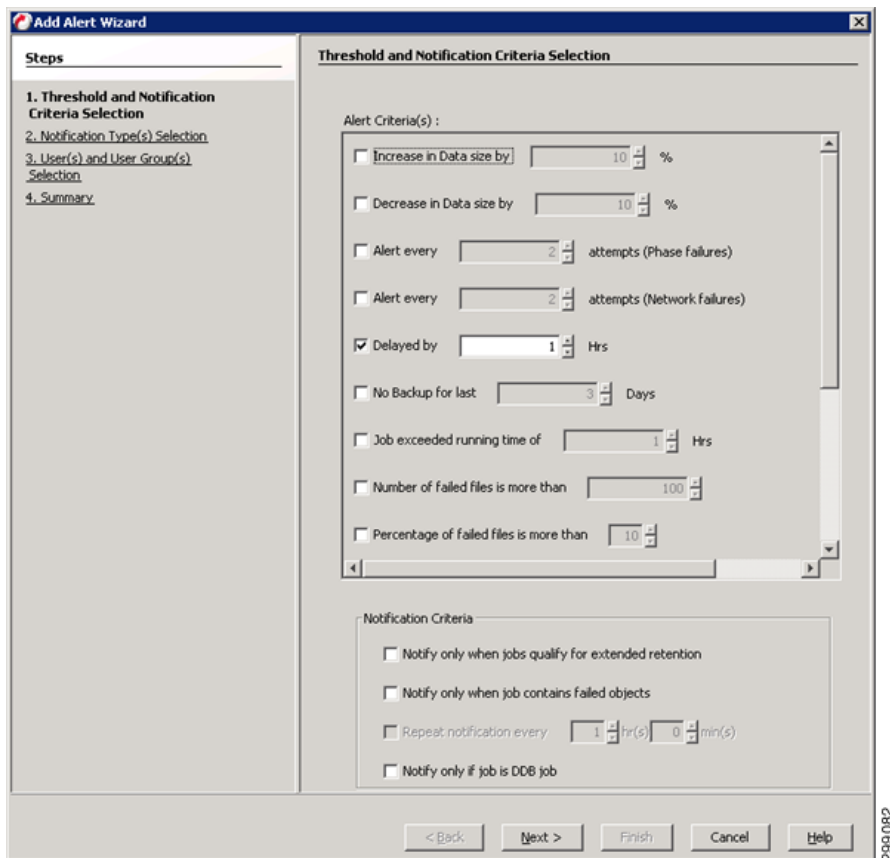 Add Alert Wizard
Steps
1. Threshold and Notification
Criteria Selection
2. Notification Type(s) Selection
3. User(s) and User Group(s)
Selection
4. Summary
Threshold and Notification Criteria Selection
Alert Criteria(s) :
Increase in Data size by 10 %
Decrease in Data size by 10 %
Alert every 2 attempts (Phase failures)
Alert every 2 attempts (Network failures)
Delayed by 1 Hrs
No Backup for last 3 Days
Job exceeded running time of 1 Hrs
Number of failed files is more than 100
Percentage of failed files is more than 10
Notification Criteria
Notify only when jobs qualify for extended retention
Notify only when job contains failed objects
Repeat notification every 1 hr(s) 0 min(s)
Notify only if job is DDB job
< Back Next > Finish Cancel Help
299082